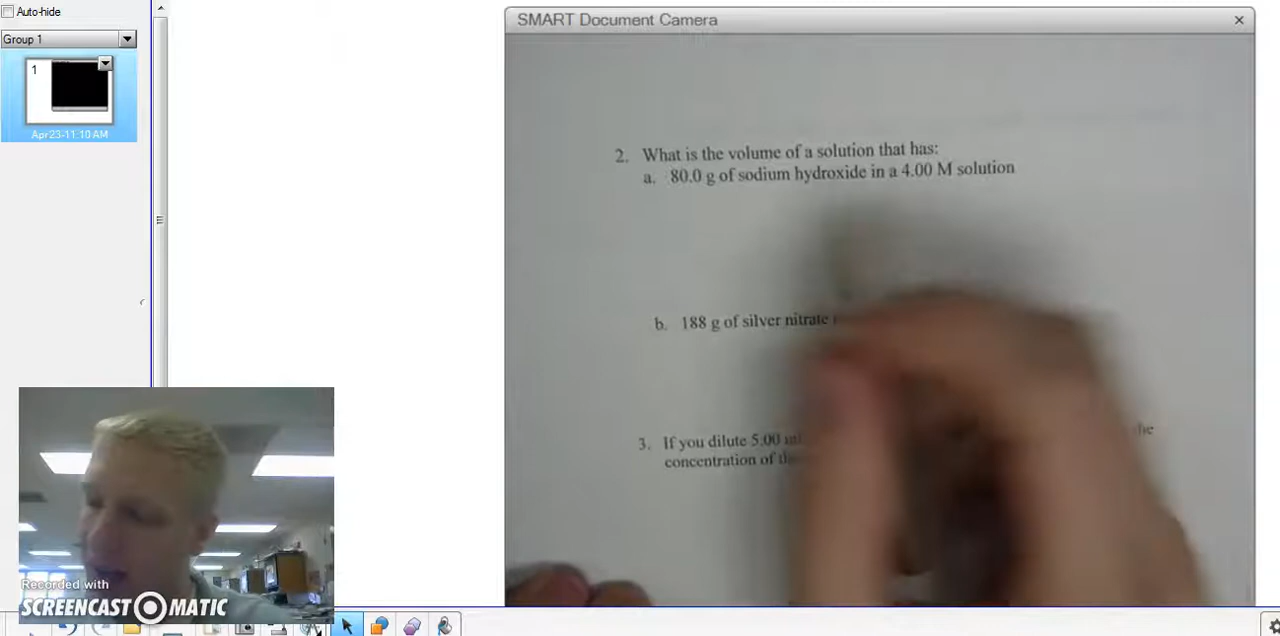 Auto-hide
SMART Document Camera
Group 1
1
Apr 23-11:10 AM
2. What is the volume of a solution that has:
a. 80.0 g of sodium hydroxide in a 4.00 M solution
b. 188 g of silver nitrate
3. If you dilute 5.00
concentration of
Recorded with
SCREENCAST MATIC